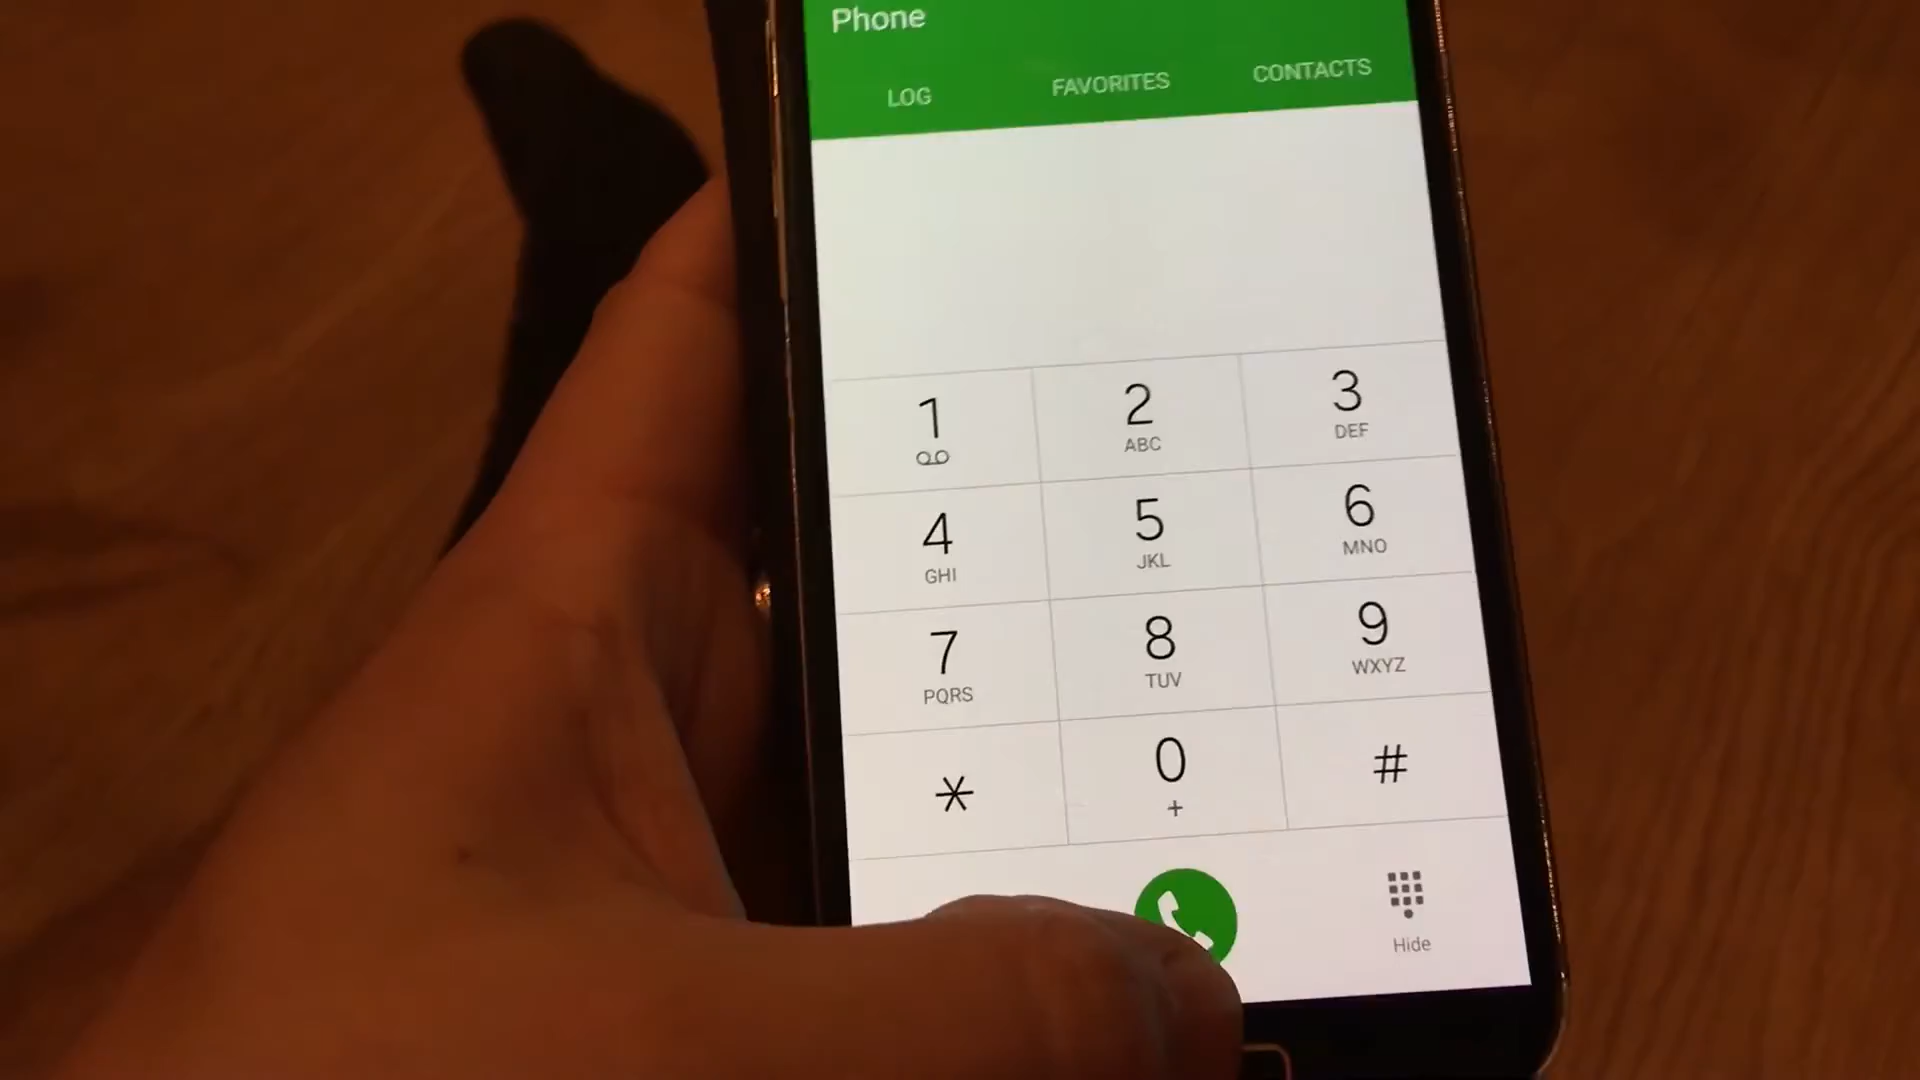 Phone
LOG FAVORITES CONTACTS
1 2 3
ABC DEF
4 5 6
GHI JKL MNO
7 8 9
PQRS TUV WXYZ
* 0 #
+
Hide